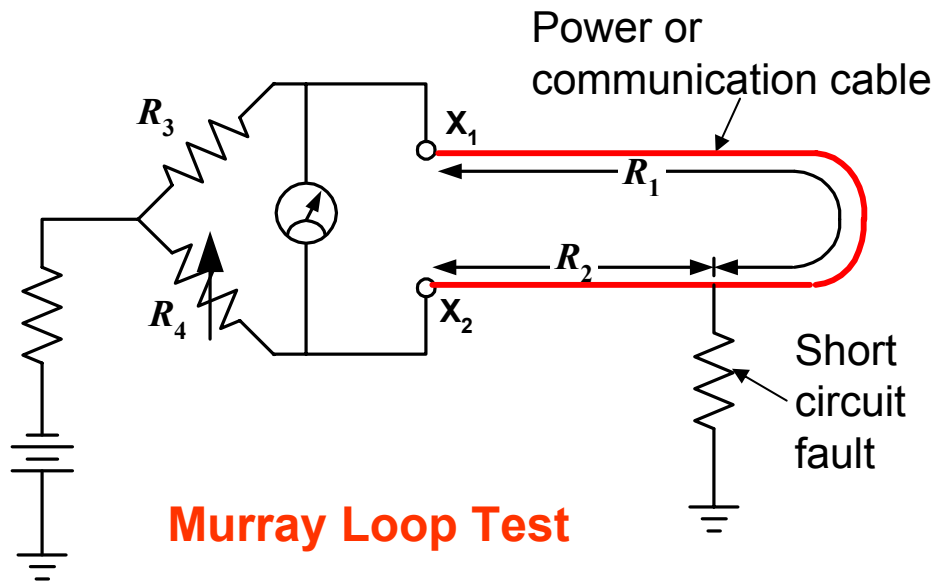 Power or
communication cable
R3
X1
R1
R2
X2
R4
Short
circuit
fault
Murray Loop Test